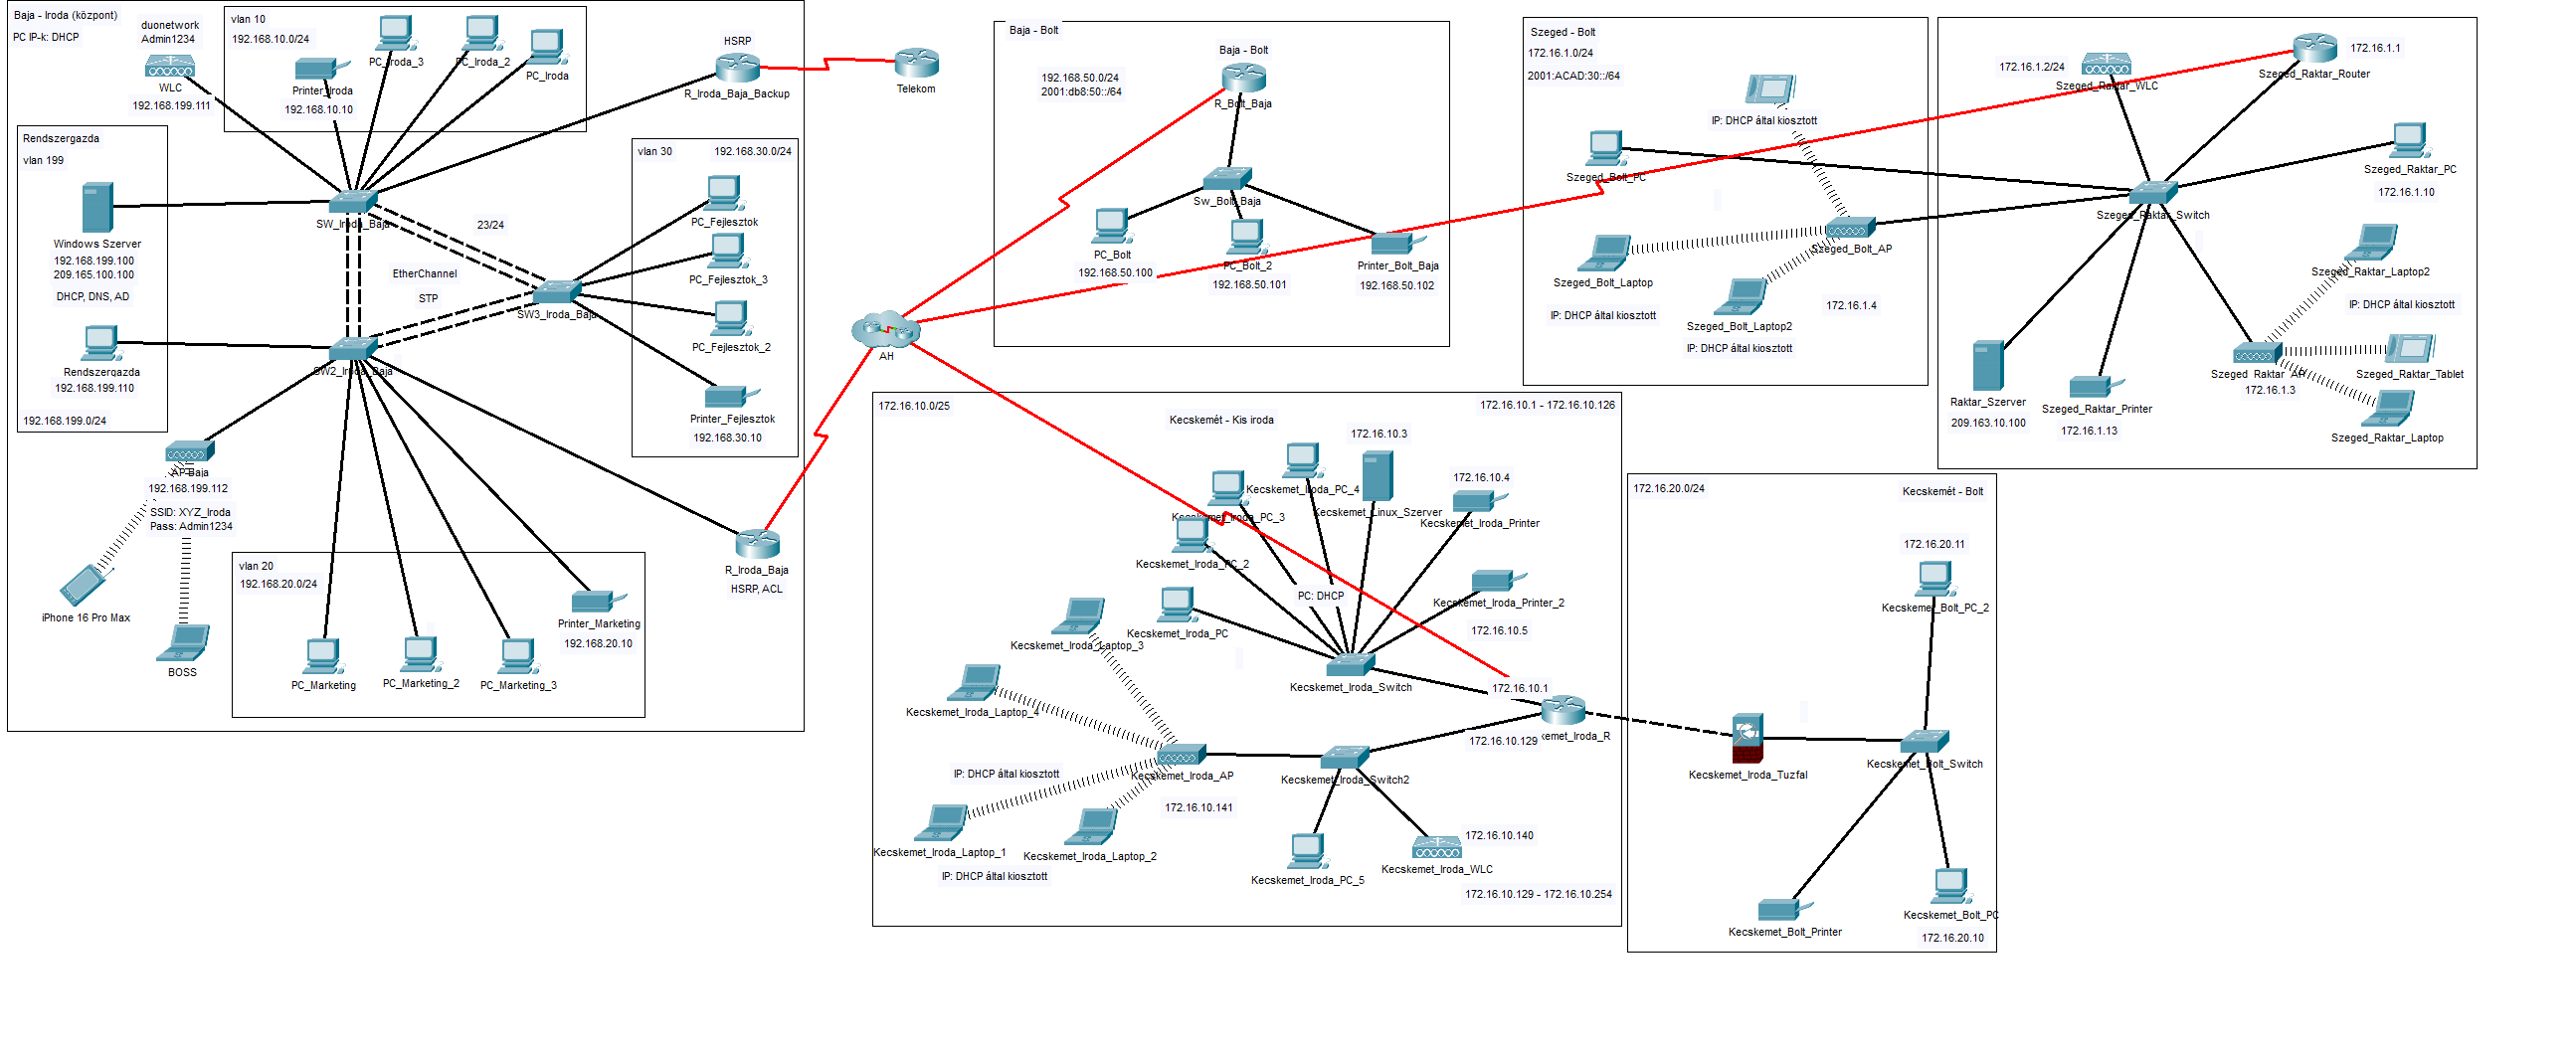 Baja - Iroda (központ)
PC IP-k: DHCP
duonetwork
Admin1234
WLC
192.168.199.111
vlan 10
192.168.10.0/24
PC_Iroda_3
PC_Iroda_2
PC_Iroda
Printer_Iroda
192.168.10.10
HSRP
R_Iroda_Baja_Backup
Telekom
Rendszergazda
vlan 199
Windows Szerver
192.168.199.100
209.165.100.100
DHCP, DNS, AD
Rendszergazda
192.168.199.110
192.168.199.0/24
SW_Iroda_Baja
23/24
EtherChannel
STP
SW3_Iroda_Baja
SW2_Iroda_Baja
vlan 30
192.168.30.0/24
PC_Fejlesztok
PC_Fejlesztok_3
PC_Fejlesztok_2
Printer_Fejlesztok
192.168.30.10
AP Baja
192.168.199.112
SSID: XYZ_Iroda
Pass: Admin1234
iPhone 16 Pro Max
BOSS
vlan 20
192.168.20.0/24
PC_Marketing
PC_Marketing_2
PC_Marketing_3
Printer_Marketing
192.168.20.10
R_Iroda_Baja
HSRP, ACL
AH
Baja - Bolt
Baja - Bolt
192.168.50.0/24
2001:db8:50::/64
R_Bolt_Baja
Sw_Bolt_Baja
PC_Bolt
192.168.50.100
PC_Bolt_2
192.168.50.101
Printer_Bolt_Baja
192.168.50.102
Szeged - Bolt
172.16.1.0/24
2001:ACAD:30::/64
IP: DHCP által kiosztott
Szeged_Bolt_PC
Szeged_Bolt_AP
Szeged_Bolt_Laptop
IP: DHCP által kiosztott
172.16.1.4
Szeged_Bolt_Laptop2
IP: DHCP által kiosztott
172.16.1.2/24
Szeged_Raktar_WLC
172.16.1.1
Szeged_Raktar_Router
Szeged_Raktar_PC
172.16.1.10
Szeged_Raktar_Switch
Szeged_Raktar_Laptop2
IP: DHCP által kiosztott
Szeged_Raktar_AP
172.16.1.3
Szeged_Raktar_Tablet
Szeged_Raktar_Laptop
Raktar_Szerver
209.163.10.100
Szeged_Raktar_Printer
172.16.1.13
172.16.10.0/25
172.16.10.1 - 172.16.10.126
Kecskemét - Kis iroda
172.16.10.3
Kecskemet_Iroda_PC_4
Kecskemet_Linux_Szerver
172.16.10.4
Kecskemet_Iroda_Printer
Kecskemet_Iroda_PC_3
Kecskemet_Iroda_PC_2
PC: DHCP
Kecskemet_Iroda_Printer_2
172.16.10.5
Kecskemet_Iroda_PC
Kecskemet_Iroda_Laptop_3
Kecskemet_Iroda_Switch
172.16.10.1
Kecskemet_Iroda_Laptop_4
172.16.10.129
kemet_Iroda_R
IP: DHCP által kiosztott
Kecskemet_Iroda_AP
Kecskemet_Iroda_Switch2
172.16.10.141
Kecskemet_Iroda_Laptop_1
Kecskemet_Iroda_Laptop_2
IP: DHCP által kiosztott
172.16.10.140
Kecskemet_Iroda_WLC
Kecskemet_Iroda_PC_5
172.16.10.129 - 172.16.10.254
172.16.20.0/24
Kecskemét - Bolt
172.16.20.11
Kecskemet_Bolt_PC_2
Kecskemet_Iroda_Tuzfal
Kecskemet_Bolt_Switch
Kecskemet_Bolt_Printer
Kecskemet_Bolt_PC
172.16.20.10